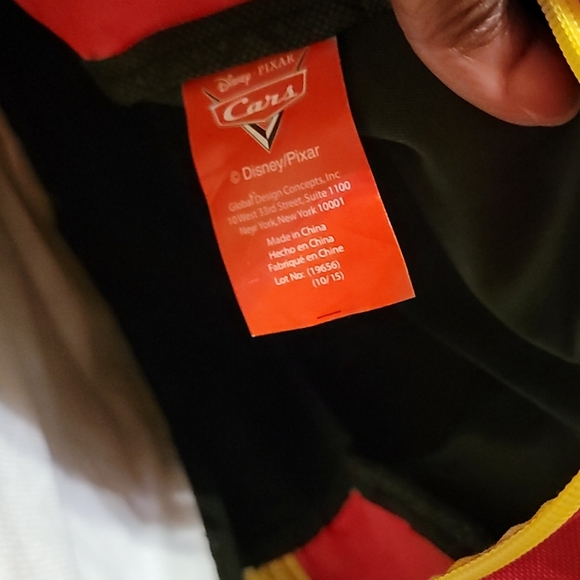 Disney PIXAR
Cars
© Disney/Pixar
Global Design Concepts, Inc
10 West 33rd Street, Suite 1100
New York, New York 10001
Made in China
Hecho en China
Fabriqué en Chine
Lot No: (19656)
(10/15)